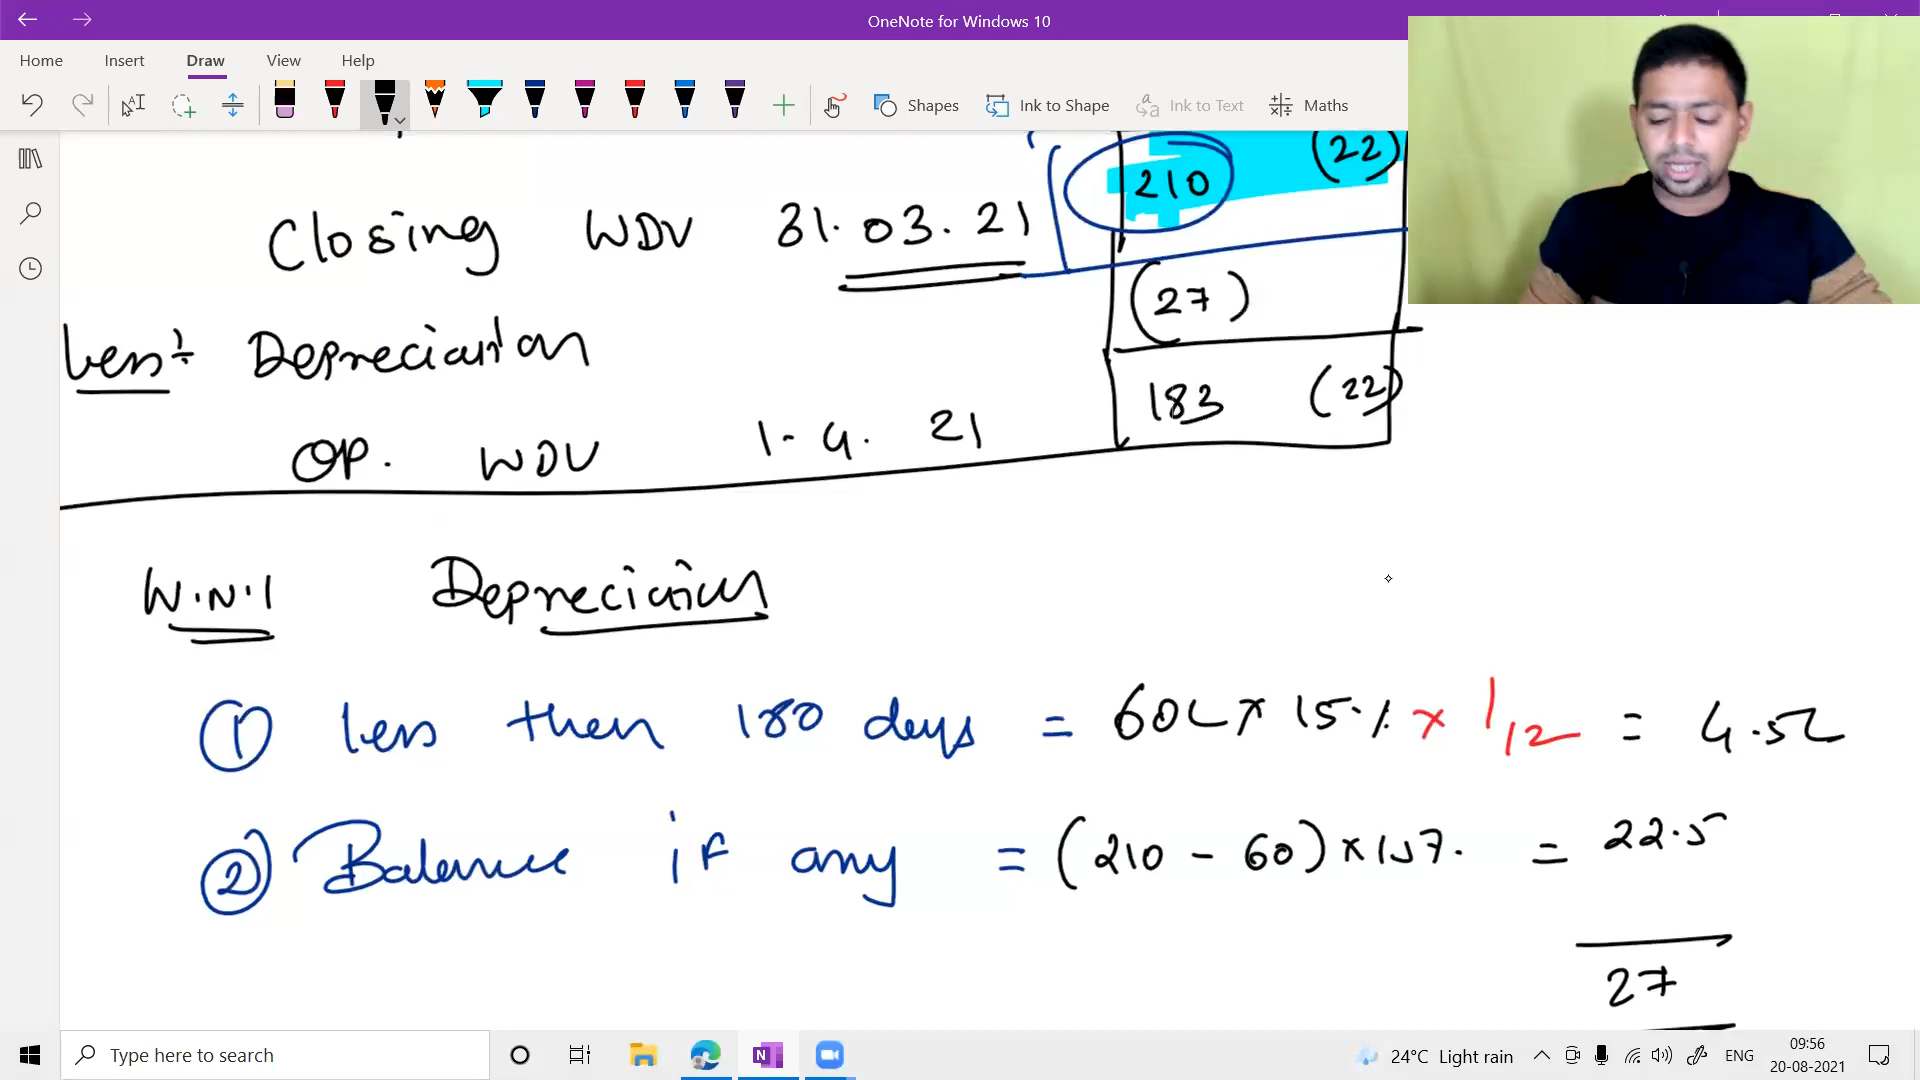 OneNote for Windows 10
Home Insert Draw View Help
Shapes Ink to Shape Ink to Text Maths
210 (22)
Closing WDV 31.03.21
(27)
Less:- Depreciation
183 (22)
OP. WDV 1-4.21
W.N.1 Depreciation
① less then 180 days = 60L x 15% x 1/2 = 4.5L
② Balance if any = (210 - 60) x 15% = 22.5
27
Type here to search
24°C Light rain ENG 09:56
20-08-2021